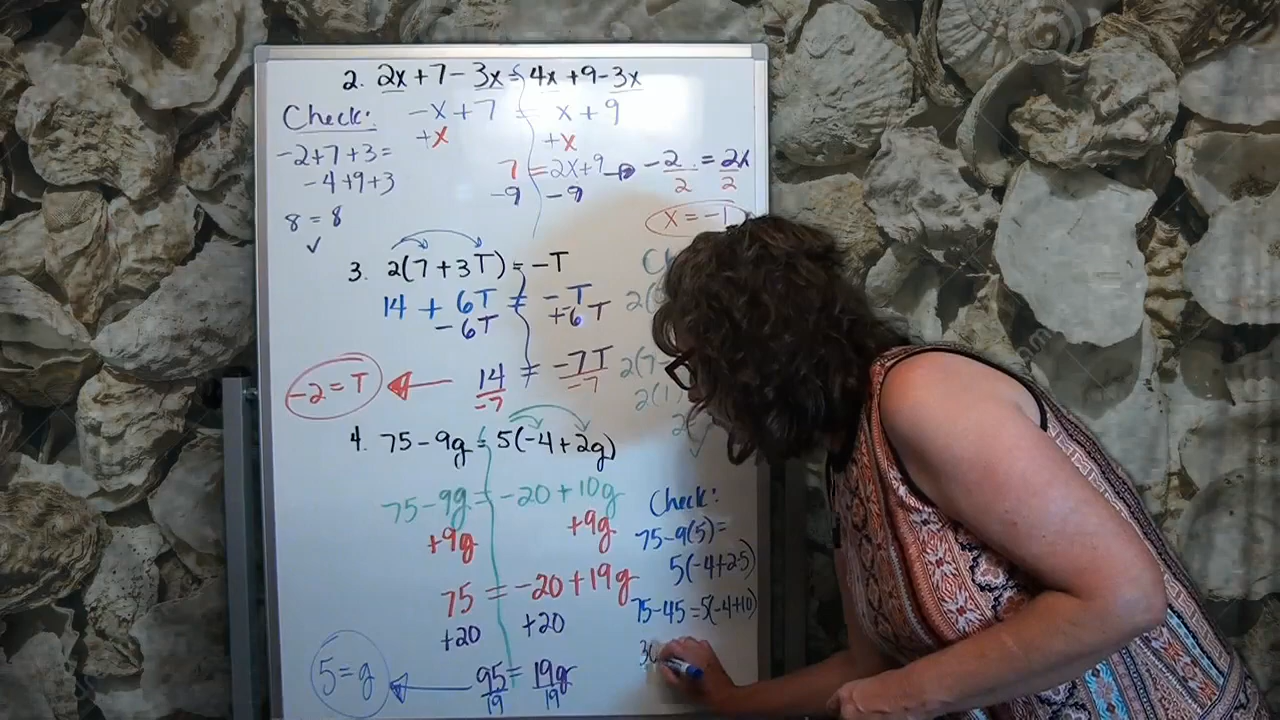 2. 2x + 7 - 3x = 4x + 9 - 3x
Check: -x + 7 = x + 9
+x +x
-2 + 7 + 3 =
-4 + 9 + 3
7 = 2x + 9 → -2/2 = 2x/2
-9 -9
8 = 8 ✓
x = -1
3. 2(7 + 3T) = -T
14 + 6T = -T
-6T +6T
14/-7 = -7T/-7
-2 = T
2(7-
2(1
4. 75 - 9g = 5(-4 + 2g)
75 - 9g = -20 + 10g
+9g +9g
75 = -20 + 19g
+20 +20
95/19 = 19g/19
5 = g
Check:
75 - 9(5) =
5(-4 + 2·5)
75 - 45 = 5(-4 + 10)